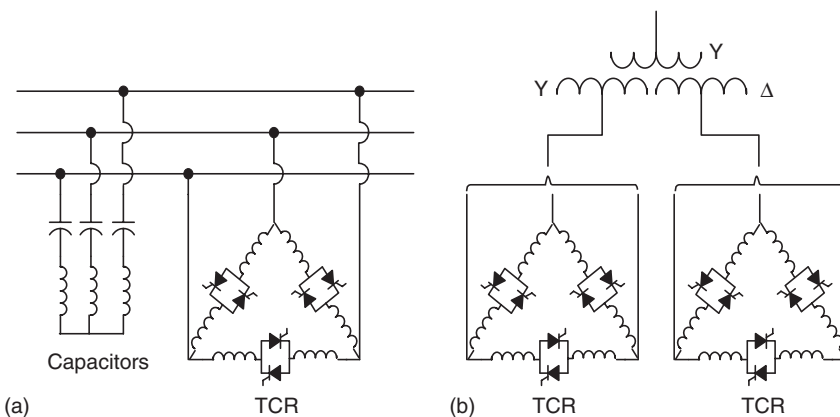 Capacitors
TCR
(a)
Y
Y
Δ
TCR
TCR
(b)